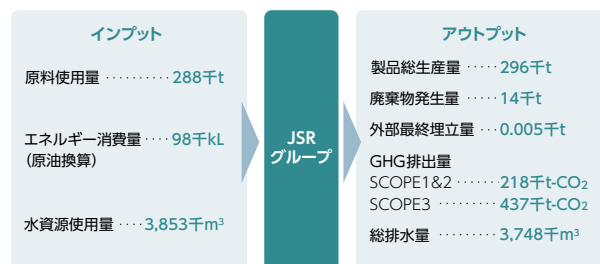 インプット
原料使用量 ·········· 288千t
エネルギー消費量 ···· 98千kL
（原油換算）
水資源使用量 ···· 3,853千m³
JSR
グループ
アウトプット
製品総生産量 ····· 296千t
廃棄物発生量 ····· 14千t
外部最終埋立量 ···· 0.005千t
GHG排出量
SCOPE1&2 ······· 218千t-CO₂
SCOPE3 ········· 437千t-CO₂
総排水量 ········· 3,748千m³